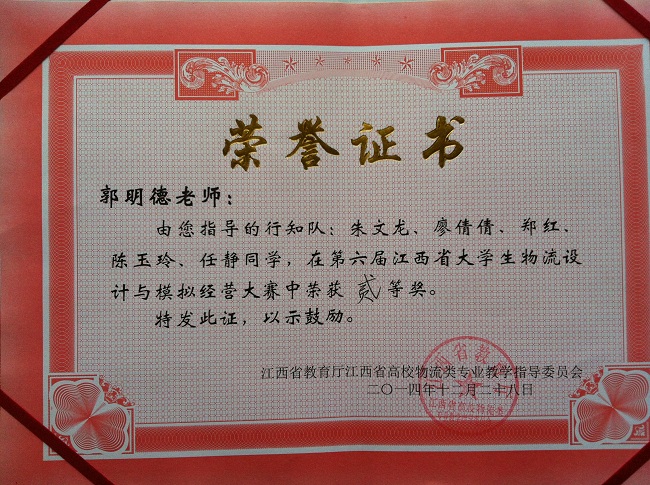 荣誉证书
郭明德老师：
由您指导的行知队：朱文龙、廖倩倩、郑红、
陈玉玲、任静同学，在第六届江西省大学生物流设
计与模拟经营大赛中荣获 贰等奖。
特发此证，以示鼓励。
江西省教育厅江西省高校物流类专业教学指导委员会
二〇一四年十二月二十八日